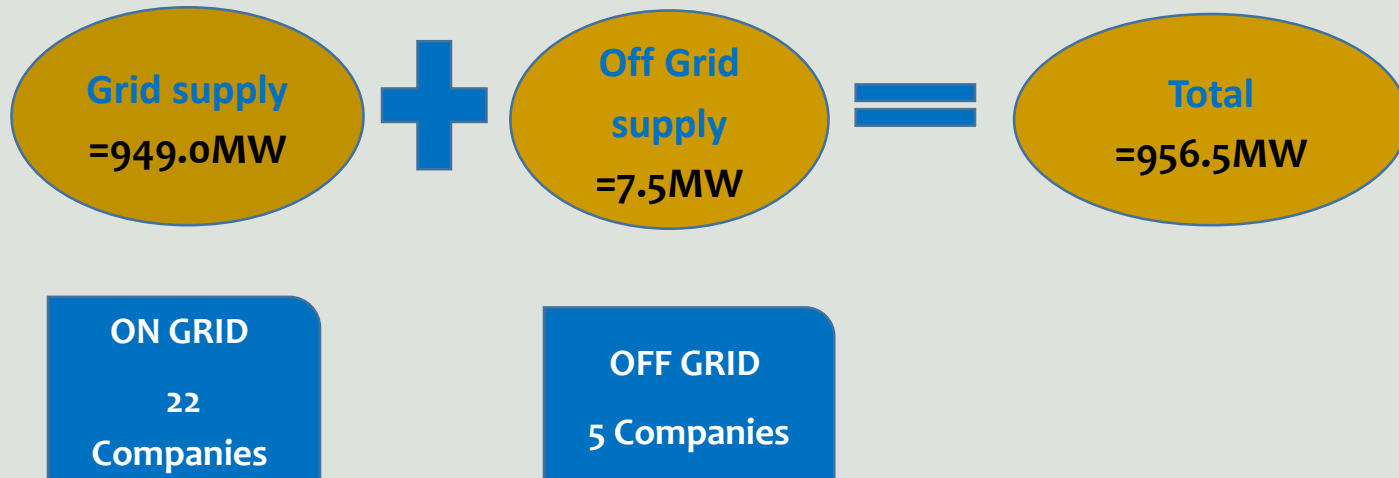 Grid supply
=949.0MW
Off Grid
supply
=7.5MW
Total
=956.5MW
ON GRID
22
Companies
OFF GRID
5 Companies